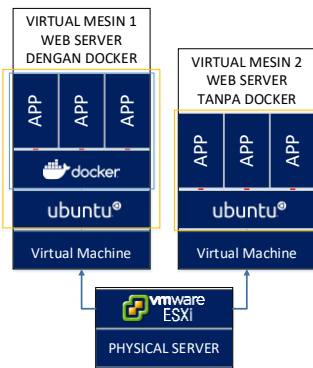 VIRTUAL MESIN 1
WEB SERVER
DENGAN DOCKER
APP
APP
APP
docker
ubuntu®
Virtual Machine
VIRTUAL MESIN 2
WEB SERVER
TANPA DOCKER
APP
APP
APP
ubuntu®
Virtual Machine
vmware
ESXi
PHYSICAL SERVER